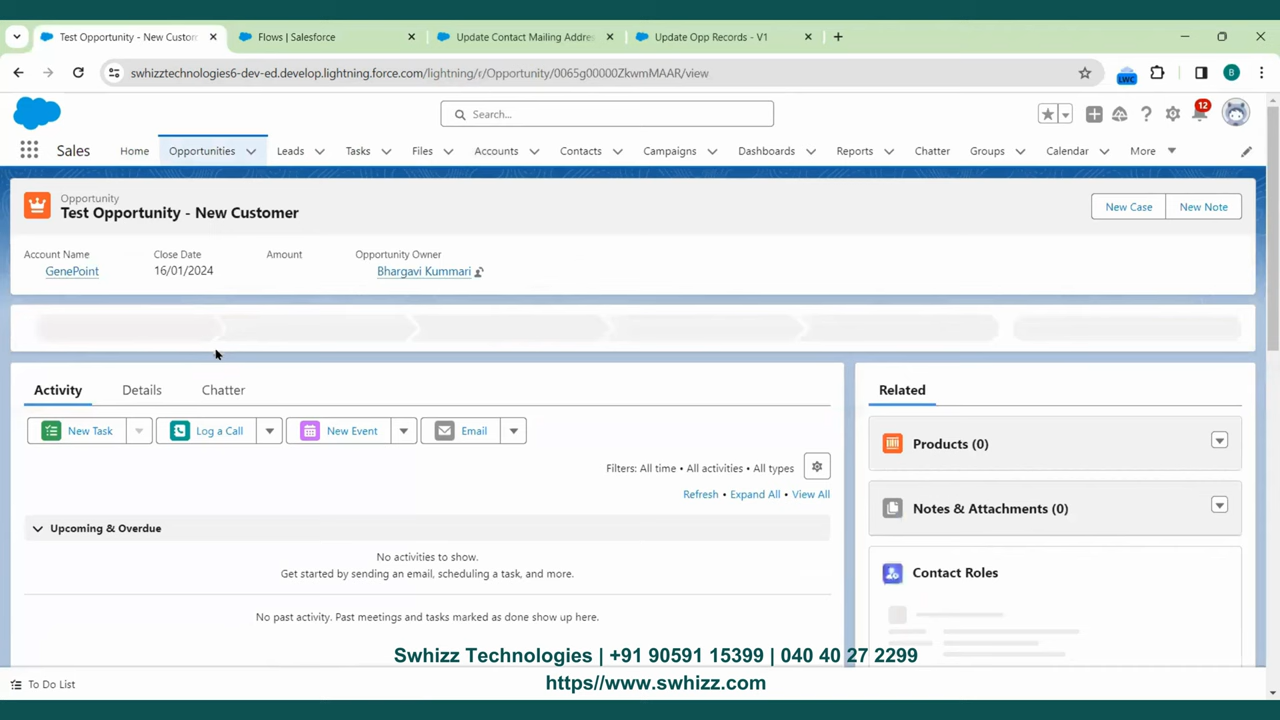 Test Opportunity - New Custom
Flows | Salesforce
Update Contact Mailing Addre
Update Opp Records - V1
swhizztechnologies6-dev-ed.develop.lightning.force.com/lightning/r/Opportunity/0065g00000ZkwmMAAR/view
LWC
B
Search...
12
Sales
Home
Opportunities
Leads
Tasks
Files
Accounts
Contacts
Campaigns
Dashboards
Reports
Chatter
Groups
Calendar
More
Opportunity
Test Opportunity - New Customer
New Case
New Note
Account Name
Close Date
Amount
Opportunity Owner
GenePoint
16/01/2024
Bhargavi Kummari
Activity
Details
Chatter
Related
New Task
Log a Call
New Event
Email
Products (0)
Filters: All time • All activities • All types
Refresh • Expand All • View All
Notes & Attachments (0)
Upcoming & Overdue
No activities to show.
Get started by sending an email, scheduling a task, and more.
Contact Roles
No past activity. Past meetings and tasks marked as done show up here.
Swhizz Technologies | +91 90591 15399 | 040 40 27 2299
https//www.swhizz.com
To Do List